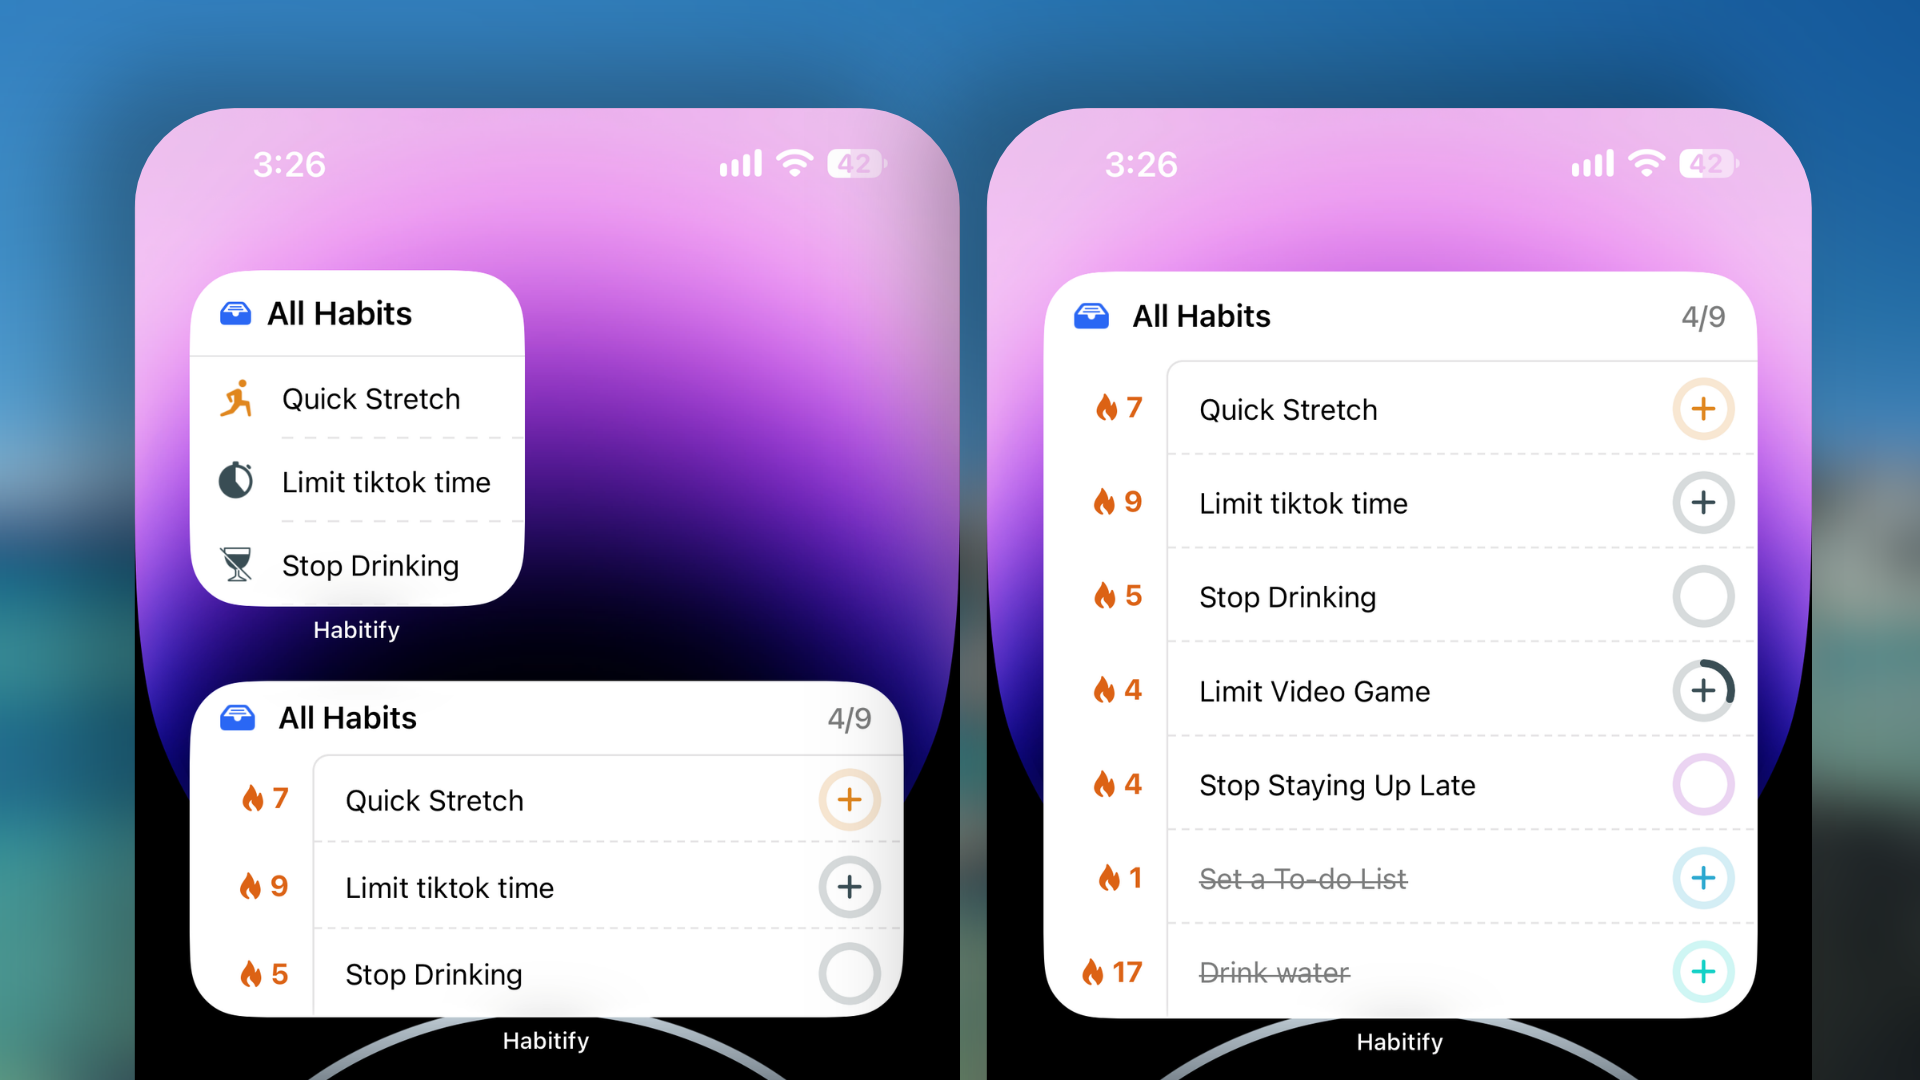 3:26
42
All Habits
Quick Stretch
Limit tiktok time
Stop Drinking
Habitify
All Habits
4/9
7
Quick Stretch
9
Limit tiktok time
5
Stop Drinking
Habitify
3:26
42
All Habits
4/9
7
Quick Stretch
9
Limit tiktok time
5
Stop Drinking
4
Limit Video Game
4
Stop Staying Up Late
1
Set a To-do List
17
Drink water
Habitify